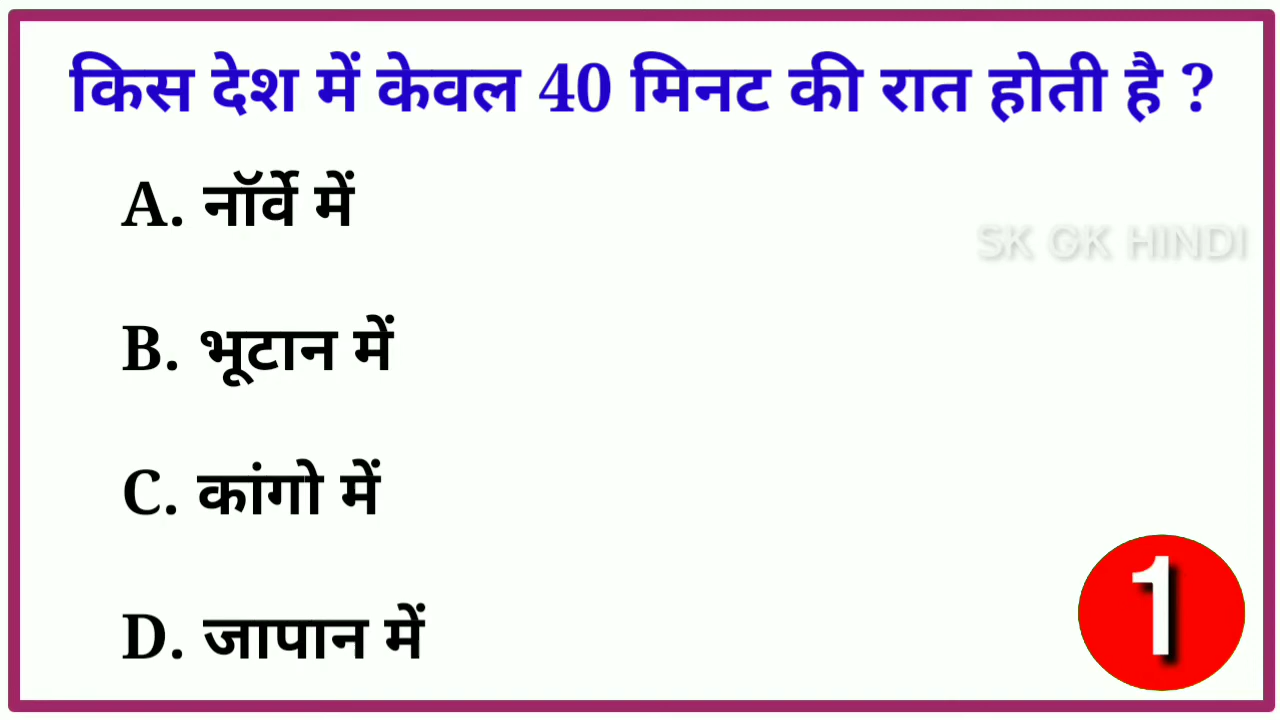 किस देश में केवल 40 मिनट की रात होती है ?
A. नॉर्वे में
SK GK HINDI
B. भूटान में
C. कांगो में
D. जापान में
1